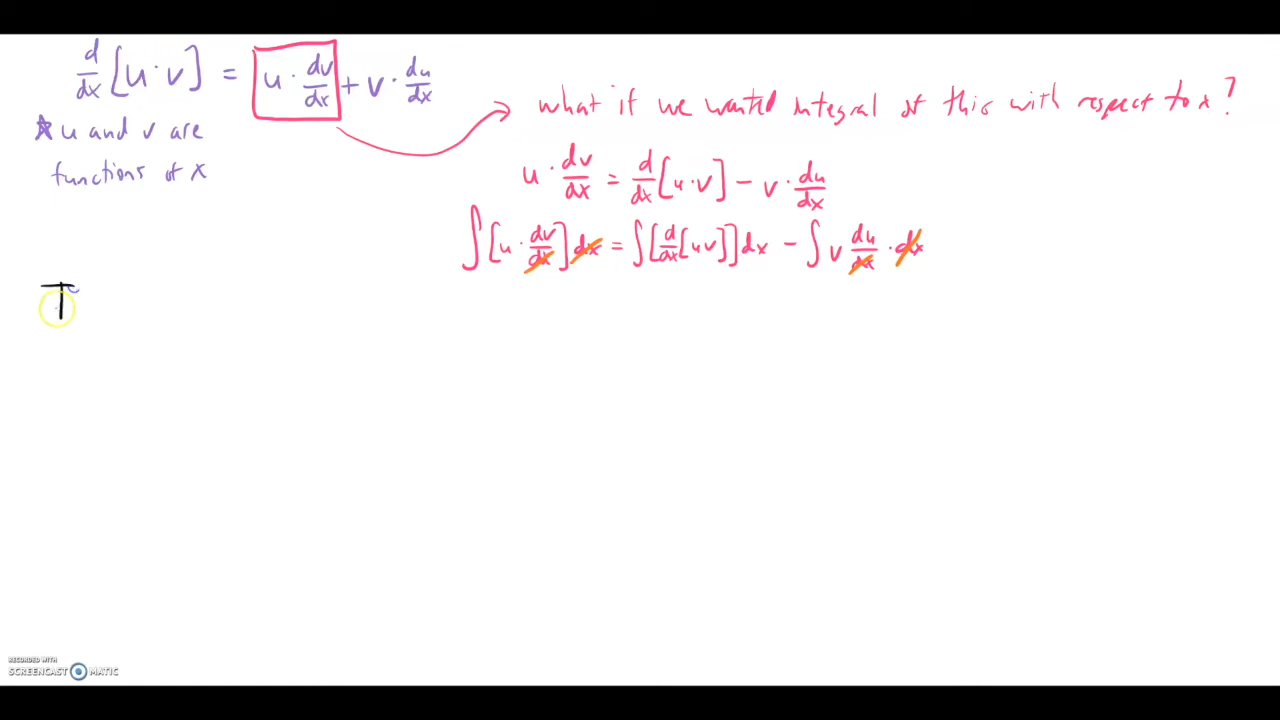 d/dx [u · v] = u · dv/dx + v · du/dx
★ u and v are
functions of x
what if we wanted integral of this with respect to x?
u · dv/dx = d/dx [u · v] − v · du/dx
∫ [u · dv/dx] dx = ∫ [d/dx [uv]] dx − ∫ v du/dx · dx
T
RECORDED WITH
SCREENCAST MATIC